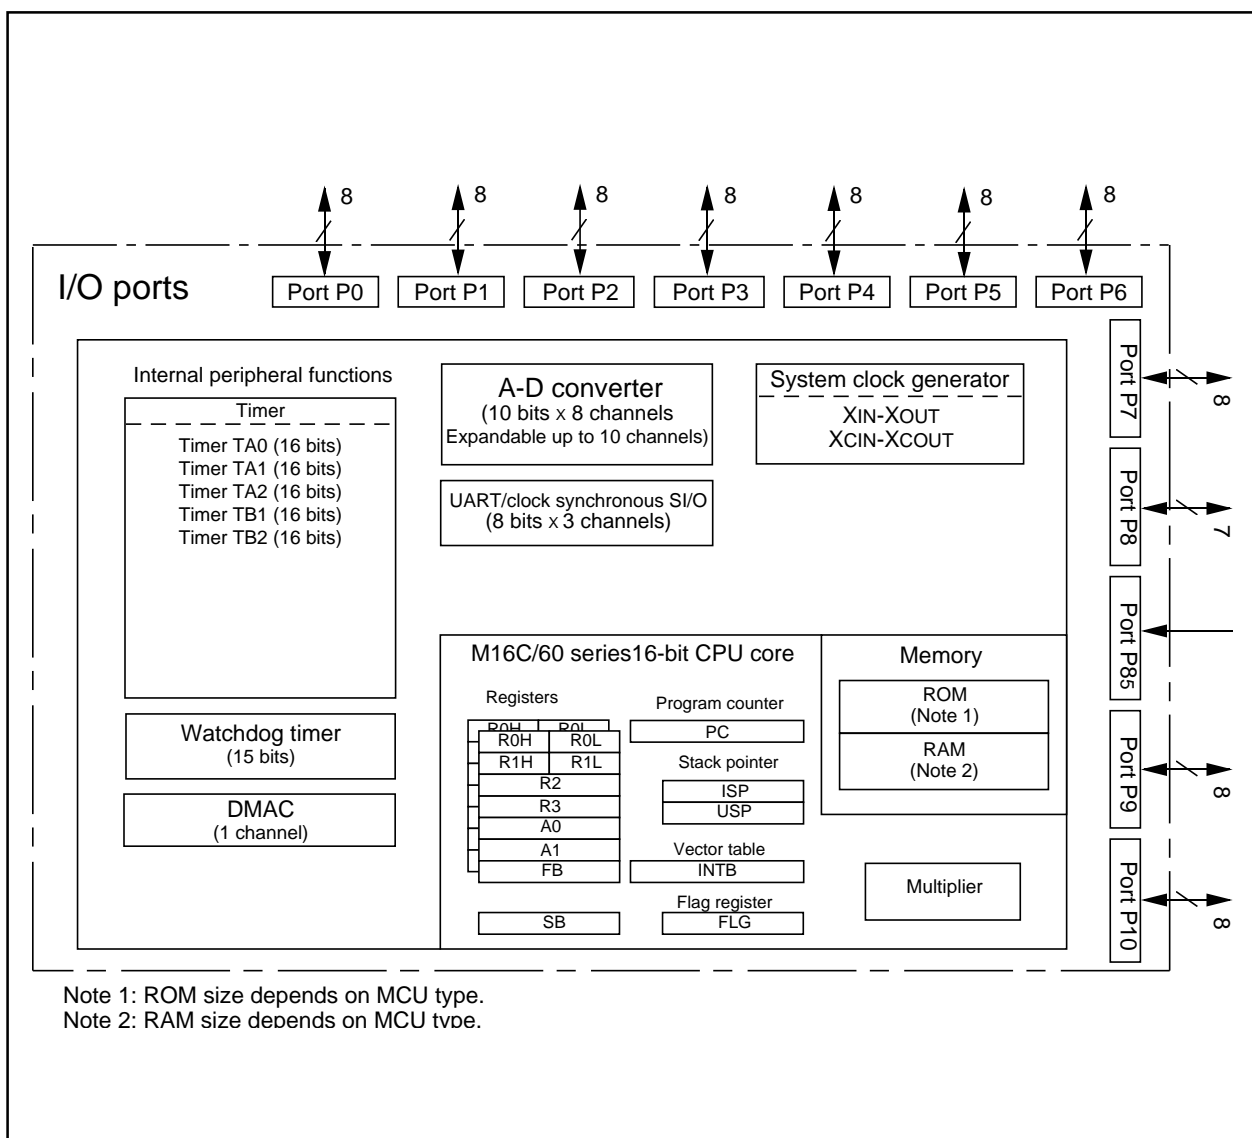 8 8 8 8 8 8 8
I/O ports
Port P0
Port P1
Port P2
Port P3
Port P4
Port P5
Port P6
Port P7
8
Port P8
7
Port P85
Port P9
8
Port P10
8
Internal peripheral functions
Timer
Timer TA0 (16 bits)
Timer TA1 (16 bits)
Timer TA2 (16 bits)
Timer TB1 (16 bits)
Timer TB2 (16 bits)
Watchdog timer
(15 bits)
DMAC
(1 channel)
A-D converter
(10 bits x 8 channels
Expandable up to 10 channels)
UART/clock synchronous SI/O
(8 bits x 3 channels)
System clock generator
XIN-XOUT
XCIN-XCOUT
M16C/60 series16-bit CPU core
Registers
R0H R0L
R0H R0L
R1H R1L
R2
R3
A0
A1
FB
SB
Program counter
PC
Stack pointer
ISP
USP
Vector table
INTB
Flag register
FLG
Memory
ROM
(Note 1)
RAM
(Note 2)
Multiplier
Note 1: ROM size depends on MCU type.
Note 2: RAM size depends on MCU type.